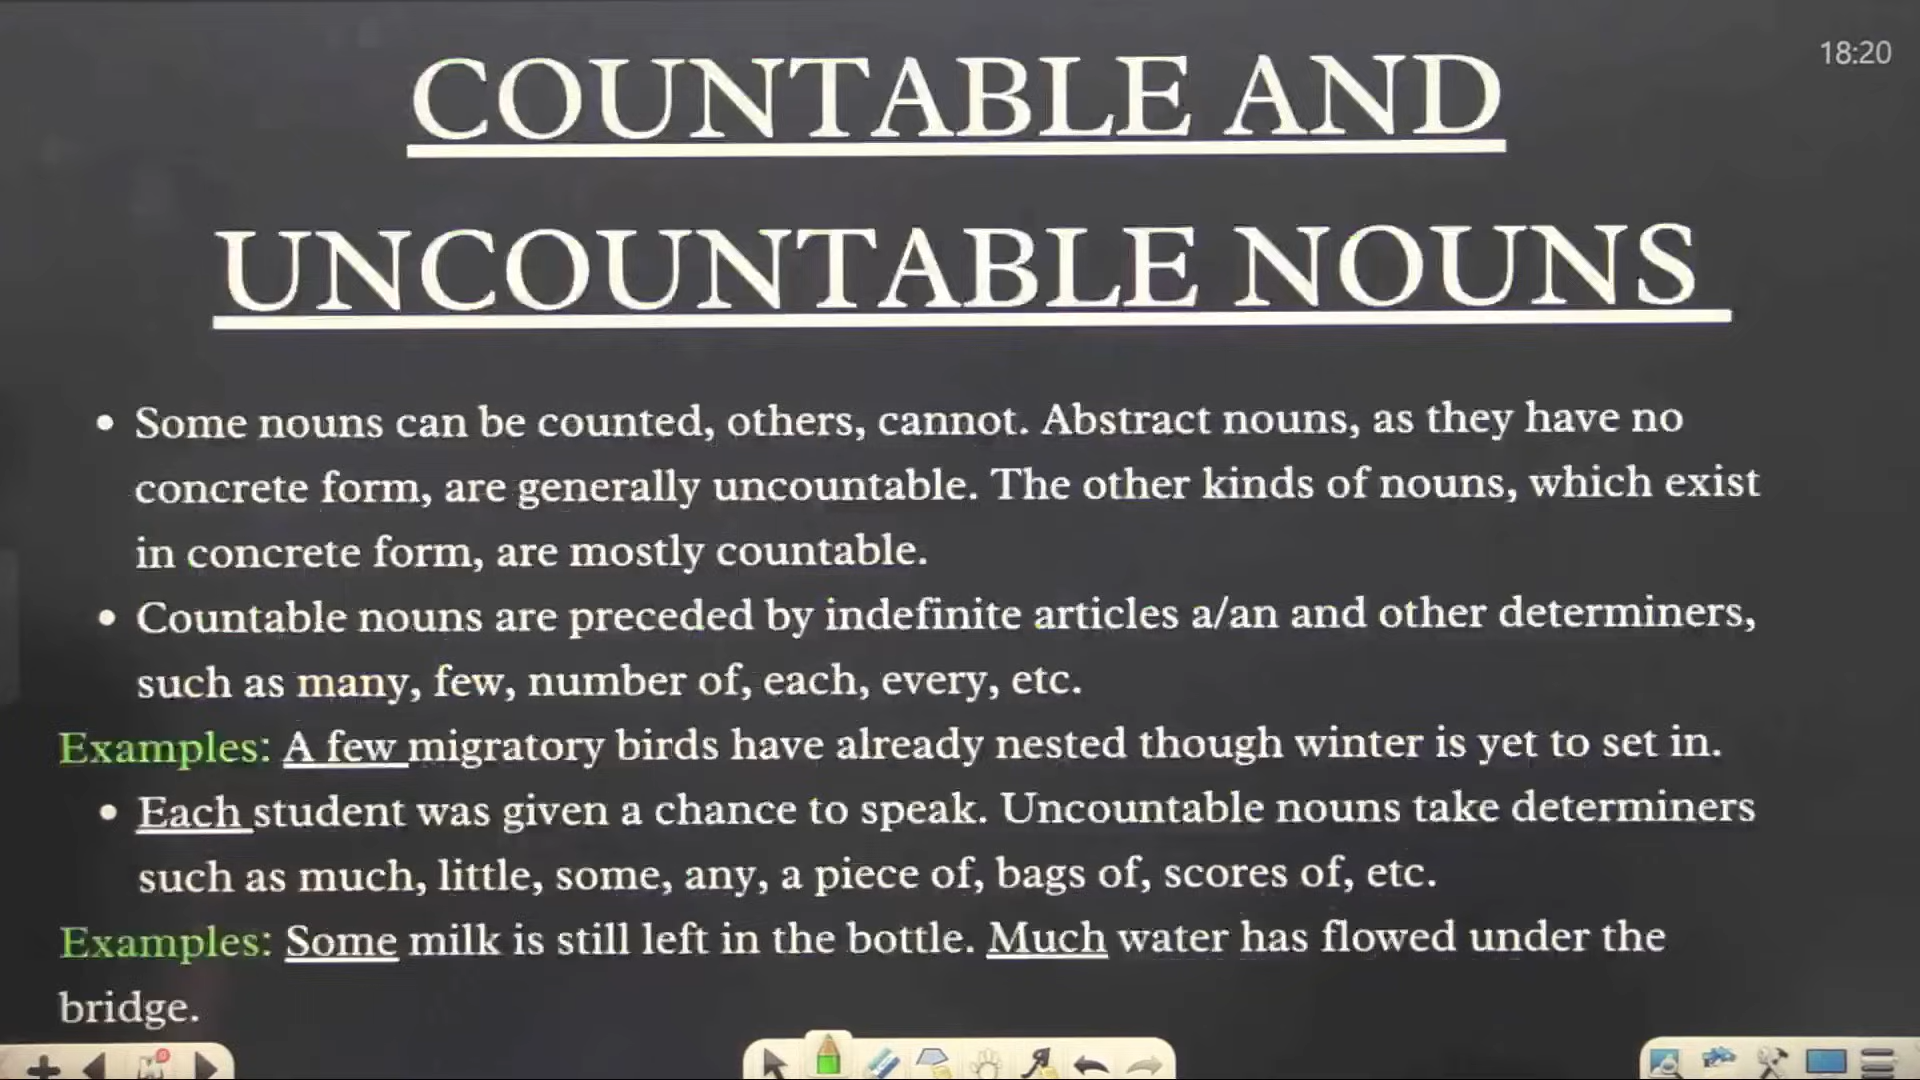 18:20
COUNTABLE AND
UNCOUNTABLE NOUNS
• Some nouns can be counted, others, cannot. Abstract nouns, as they have no
concrete form, are generally uncountable. The other kinds of nouns, which exist
in concrete form, are mostly countable.
• Countable nouns are preceded by indefinite articles a/an and other determiners,
such as many, few, number of, each, every, etc.
Examples: A few migratory birds have already nested though winter is yet to set in.
• Each student was given a chance to speak. Uncountable nouns take determiners
such as much, little, some, any, a piece of, bags of, scores of, etc.
Examples: Some milk is still left in the bottle. Much water has flowed under the
bridge.